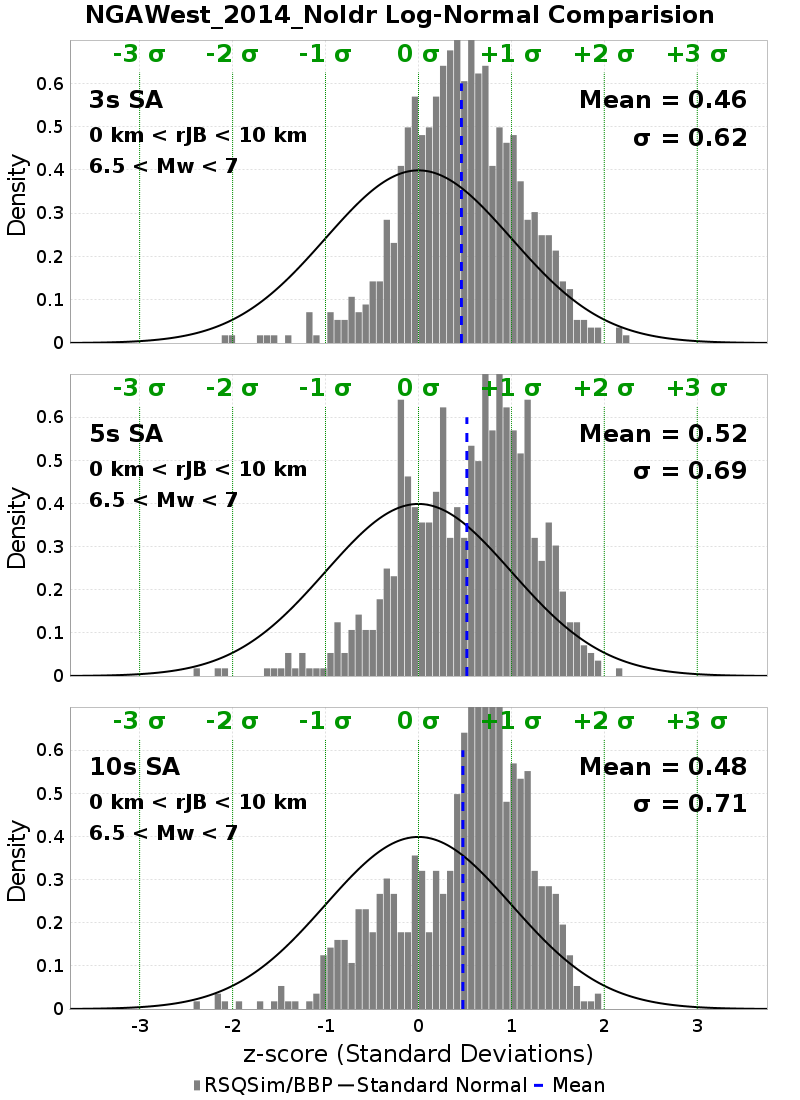 NGAWest_2014_NoIdr Log-Normal Comparision
-3 σ -2 σ -1 σ 0 σ +1 σ +2 σ +3 σ
3s SA
0 km < rJB < 10 km
6.5 < Mw < 7
Mean = 0.46
σ = 0.62
Density
0.6
0.5
0.4
0.3
0.2
0.1
0
-3 σ -2 σ -1 σ 0 σ +1 σ +2 σ +3 σ
5s SA
0 km < rJB < 10 km
6.5 < Mw < 7
Mean = 0.52
σ = 0.69
Density
0.6
0.5
0.4
0.3
0.2
0.1
0
-3 σ -2 σ -1 σ 0 σ +1 σ +2 σ +3 σ
10s SA
0 km < rJB < 10 km
6.5 < Mw < 7
Mean = 0.48
σ = 0.71
Density
0.6
0.5
0.4
0.3
0.2
0.1
0
-3 -2 -1 0 1 2 3
z-score (Standard Deviations)
RSQSim/BBP Standard Normal Mean